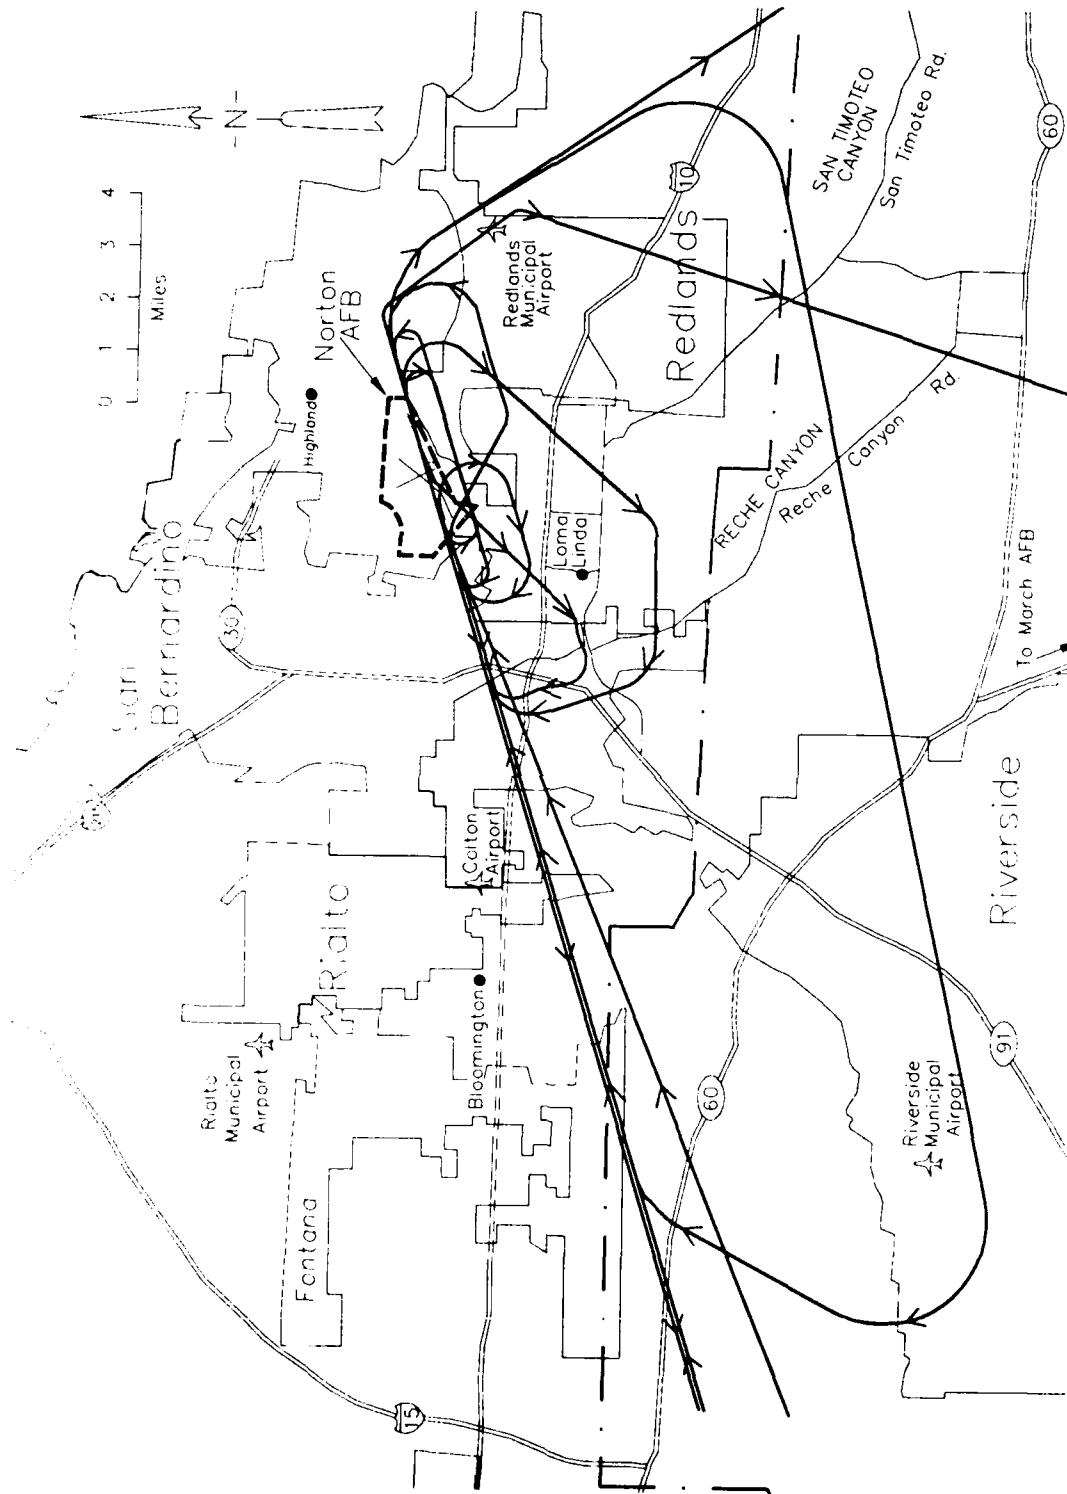 N
0 1 2 3 4
Miles
San
Bernardino
30
Highland
Norton
AFB
Redlands
Municipal
Airport
10
Redlands
SAN TIMOTEO
CANYON
San Timoteo Rd.
60
Loma
Linda
RECHE CANYON
Reche Canyon Rd.
To March AFB
Rialto
Colton
Airport
Rialto
Municipal
Airport
Bloomington
Fontana
15
60
91
Riverside
Riverside
Municipal
Airport